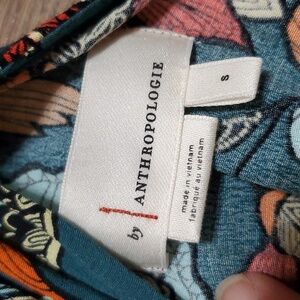 by ANTHROPOLOGIE
S
made in vietnam
fabriqué au vietnam